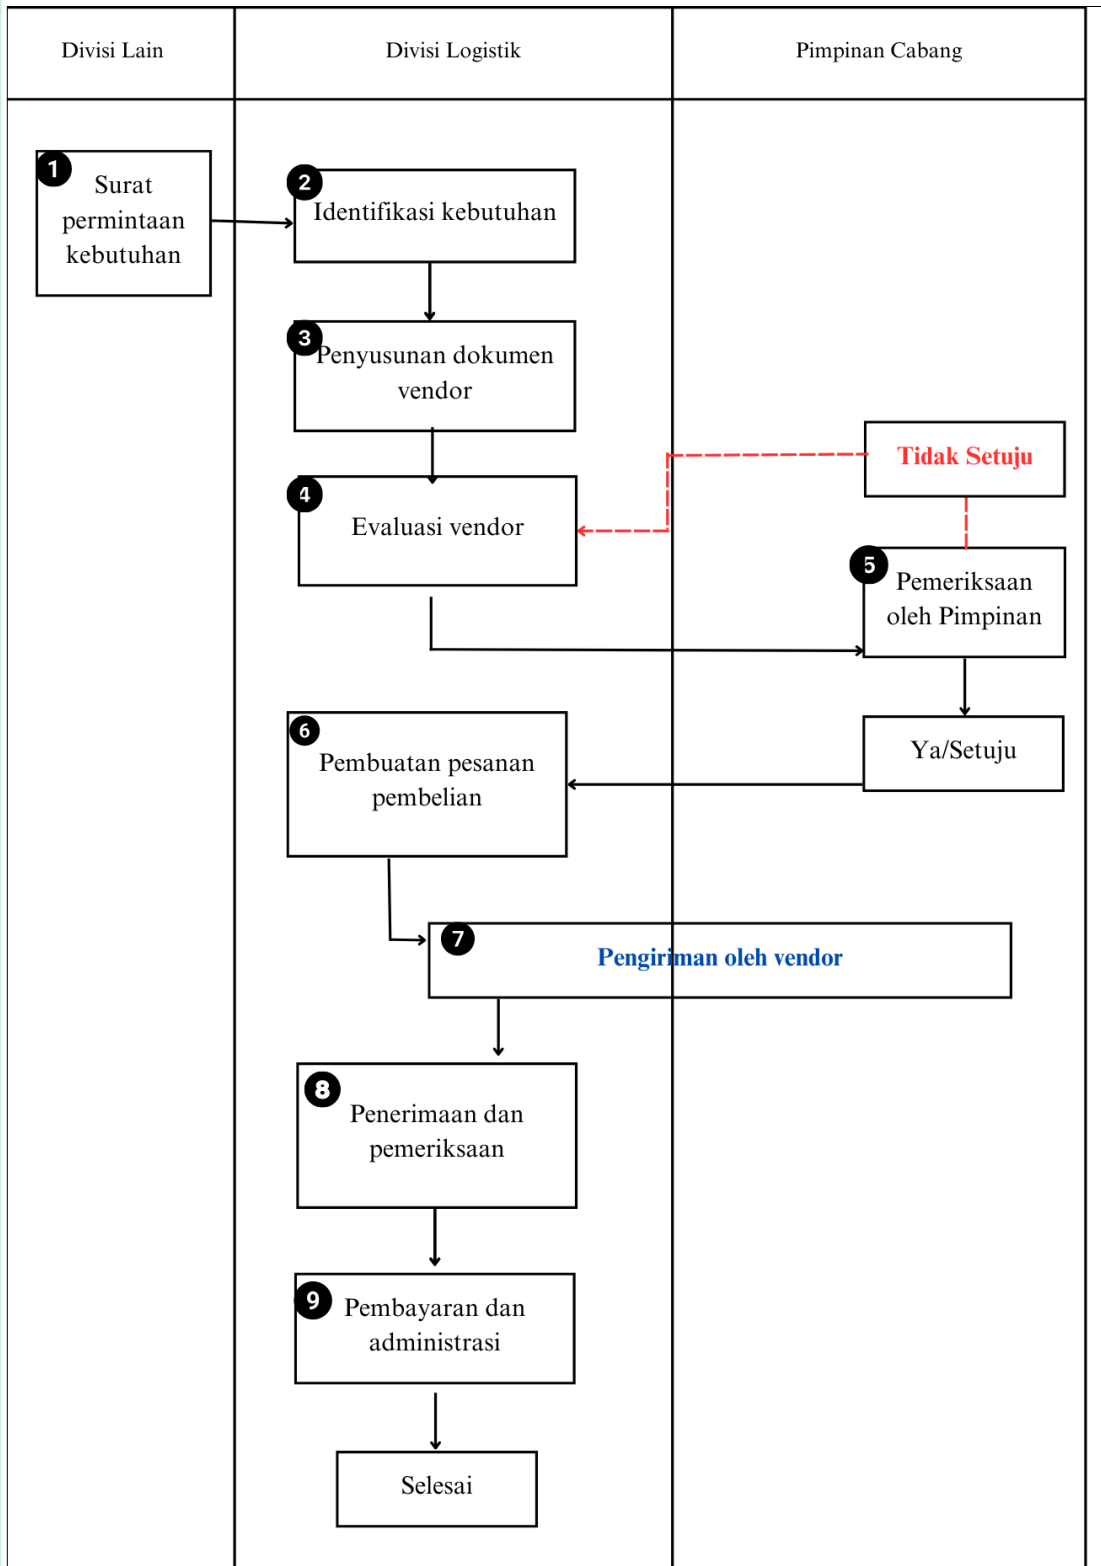 Divisi Lain
Divisi Logistik
Pimpinan Cabang
1
Surat
permintaan
kebutuhan
2
Identifikasi kebutuhan
3
Penyusunan dokumen
vendor
4
Evaluasi vendor
Tidak Setuju
5
Pemeriksaan
oleh Pimpinan
Ya/Setuju
6
Pembuatan pesanan
pembelian
7
Pengiriman oleh vendor
8
Penerimaan dan
pemeriksaan
9
Pembayaran dan
administrasi
Selesai